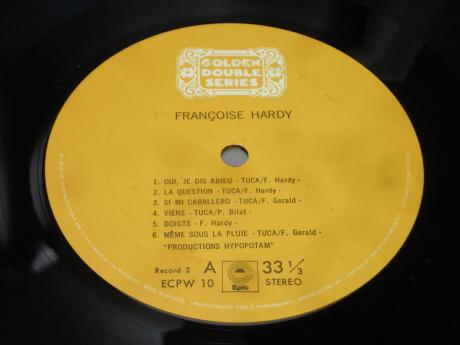 GOLDEN
DOUBLE
SERIES
FRANÇOISE HARDY
1. OUI, JE DIS ADIEU - TUCA/F. Hardy -
2. LA QUESTION - TUCA/F. Hardy -
3. SI MI CABALLERO - TUCA/F. Gerald -
4. VIENS - TUCA/P. Bilat -
5. DOIGTS - F. Hardy -
6. MÊME SOUS LA PLUIE - TUCA/F. Gerald -
"PRODUCTIONS HYPOPOTAM"
Record 2 A 33 1/3
ECPW 10 Epic STEREO